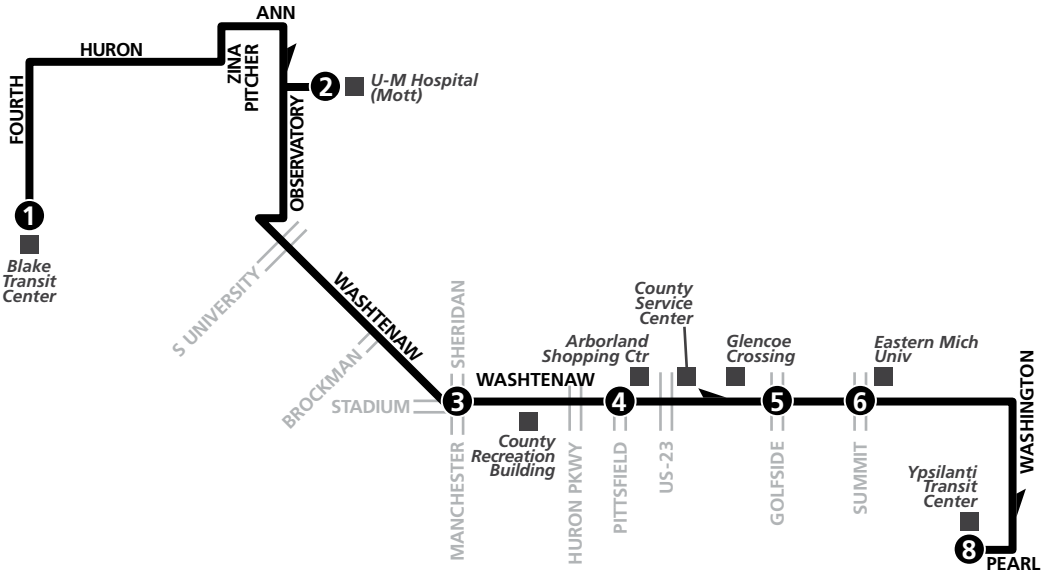 ANN
HURON
ZINA
PITCHER
FOURTH
2
U-M Hospital
(Mott)
OBSERVATORY
1
Blake
Transit
Center
S UNIVERSITY
WASHTENAW
BROCKMAN
SHERIDAN
STADIUM
3
MANCHESTER
WASHTENAW
County
Recreation
Building
HURON PKWY
Arborland
Shopping Ctr
4
PITTSFIELD
County
Service
Center
US-23
Glencoe
Crossing
5
GOLFSIDE
6
SUMMIT
Eastern Mich
Univ
WASHINGTON
Ypsilanti
Transit
Center
8
PEARL